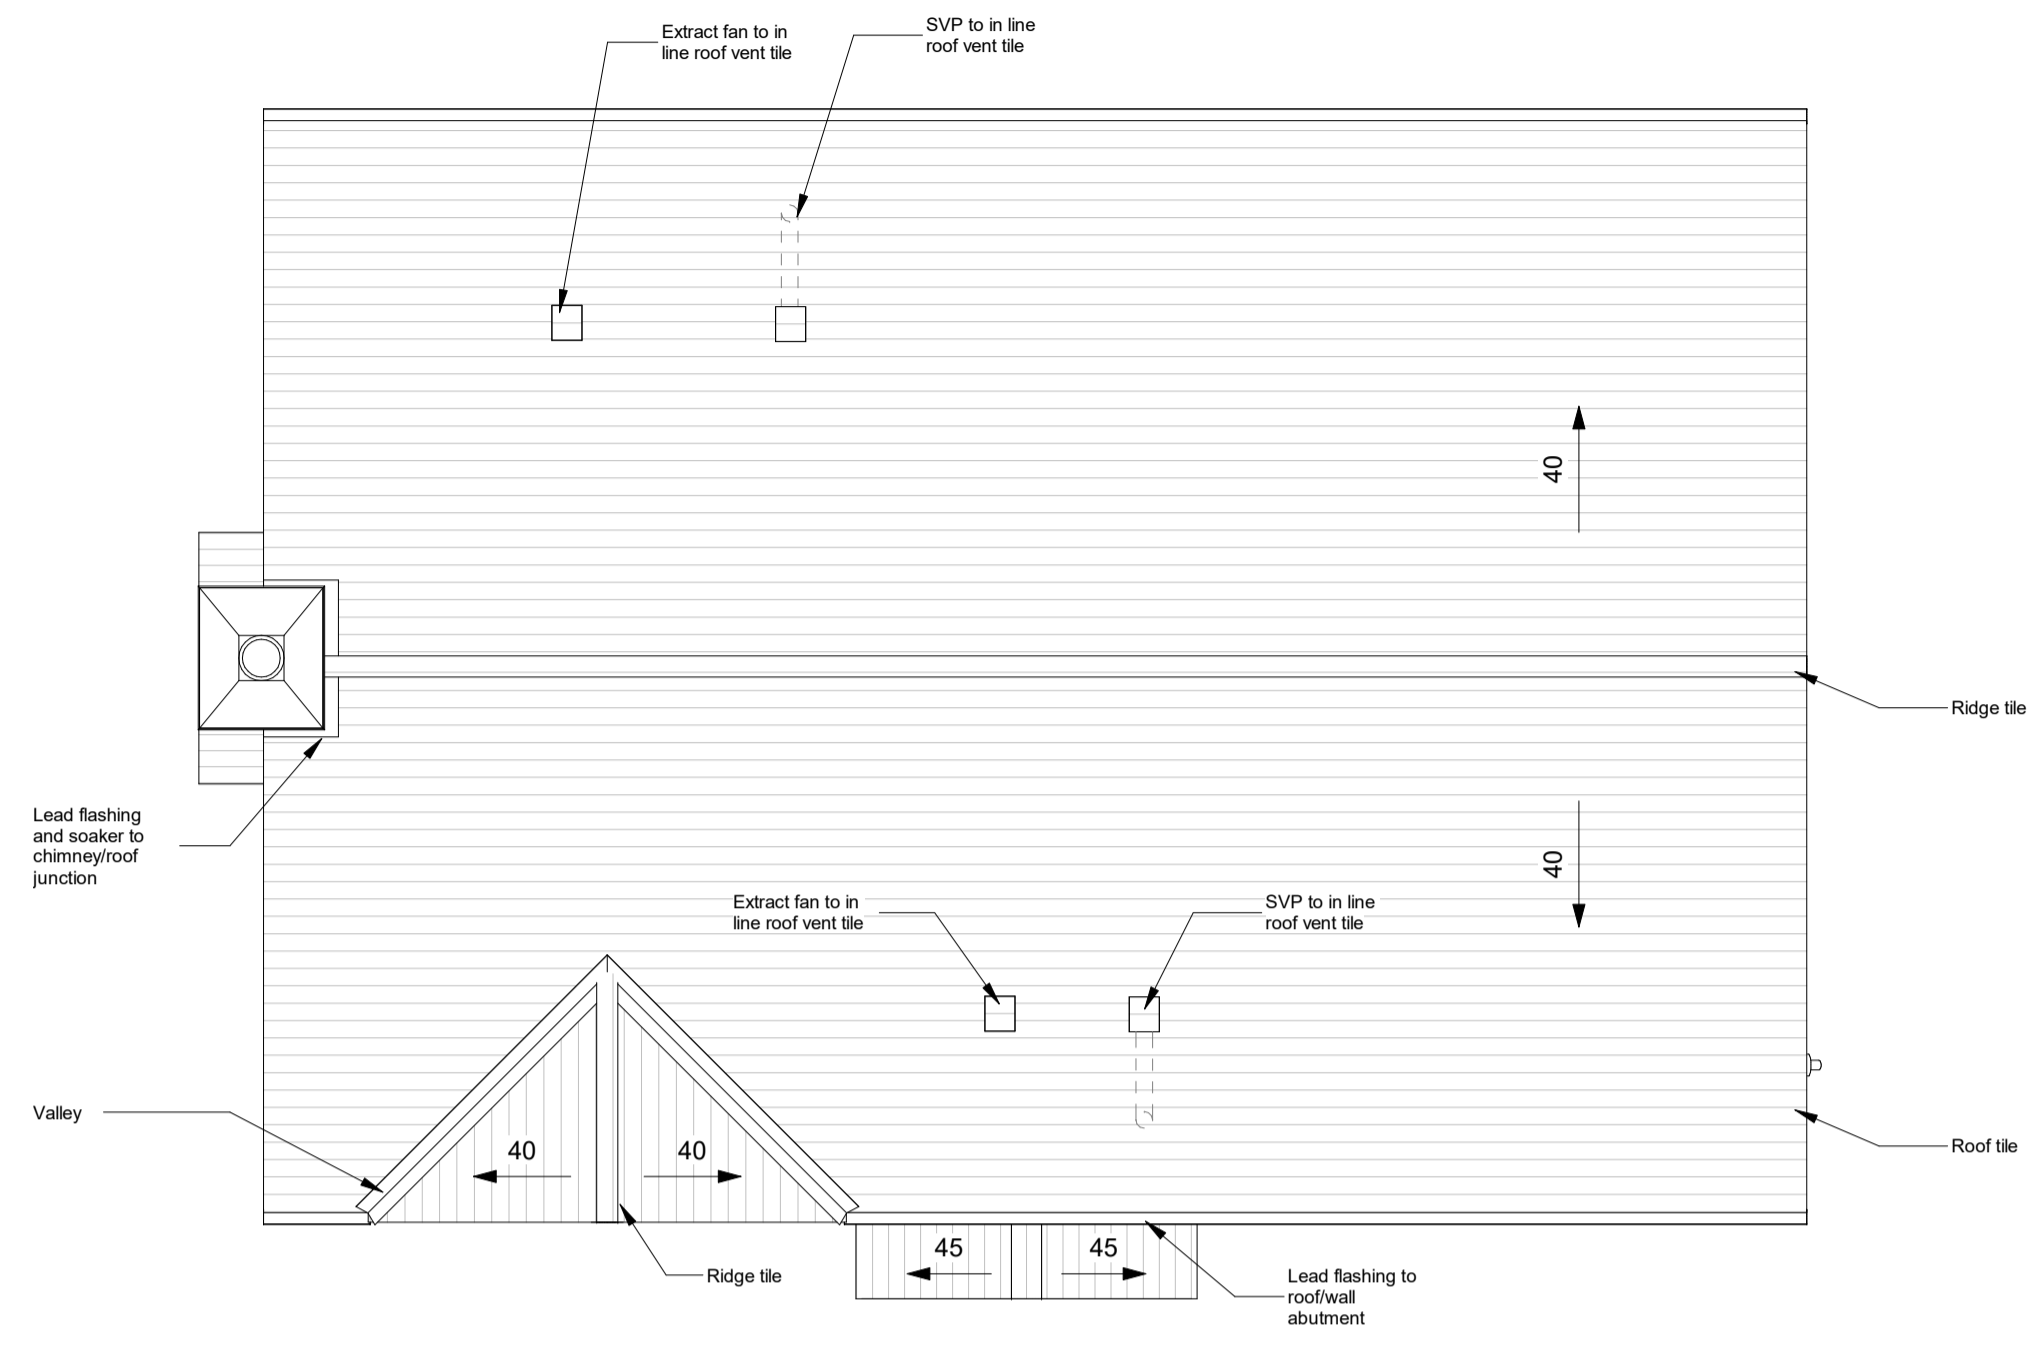 Extract fan to in
line roof vent tile
SVP to in line
roof vent tile
40
Ridge tile
Lead flashing
and soaker to
chimney/roof
junction
40
Extract fan to in
line roof vent tile
SVP to in line
roof vent tile
Valley
40
40
Roof tile
45
45
Ridge tile
Lead flashing to
roof/wall
abutment